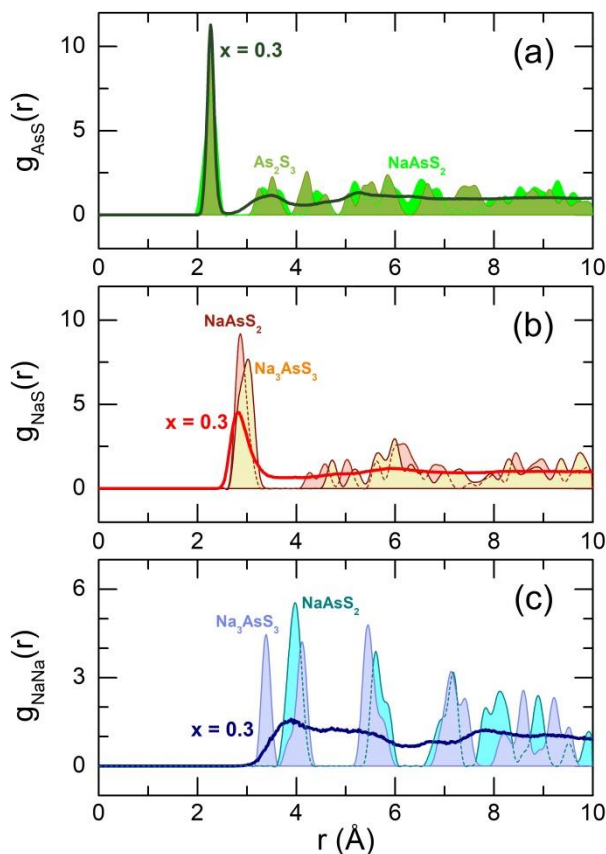 (a)
x = 0.3
As₂S₃ NaAsS₂
g_AsS(r)
10
5
0
0 2 4 6 8 10
(b)
NaAsS₂
Na₃AsS₃
x = 0.3
g_NaS(r)
10
5
0
0 2 4 6 8 10
(c)
Na₃AsS₃ NaAsS₂
x = 0.3
g_NaNa(r)
6
3
0
0 2 4 6 8 10
r (Å)